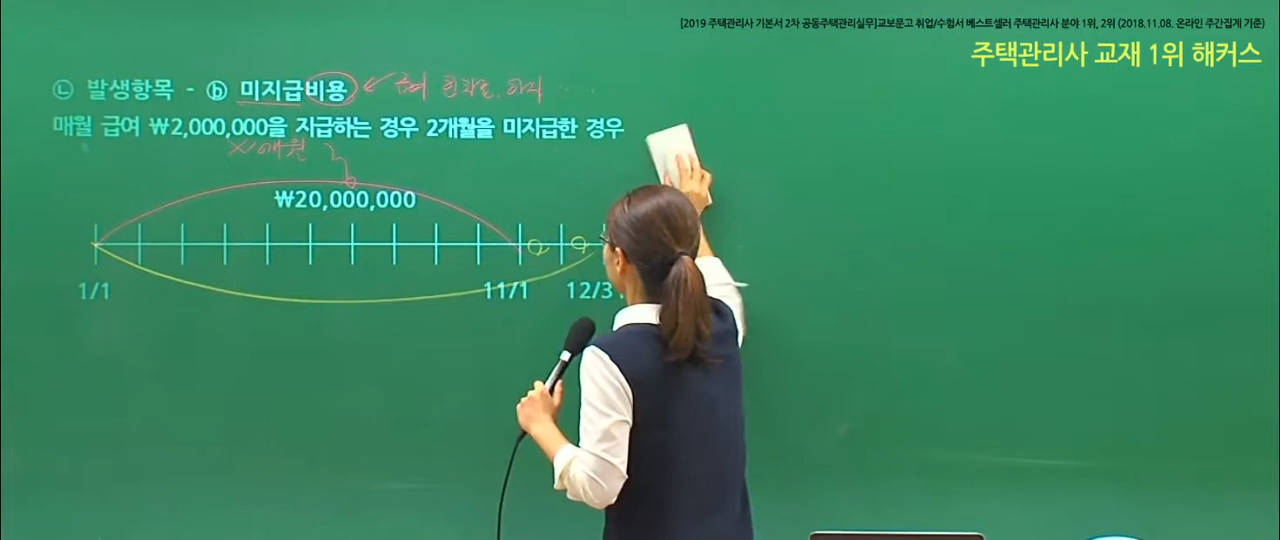 [2019 주택관리사 기본서 2차 공동주택관리실무]교보문고 취업/수험서 베스트셀러 주택관리사 분야 1위, 2위 (2018.11.08. 온라인 주간집계 기준)
주택관리사 교재 1위 해커스
㉡ 발생항목 - ⓑ 미지급비용 ← 급여
매월 급여 ₩2,000,000을 지급하는 경우 2개월을 미지급한 경우
매월
₩20,000,000
1/1 11/1 12/3